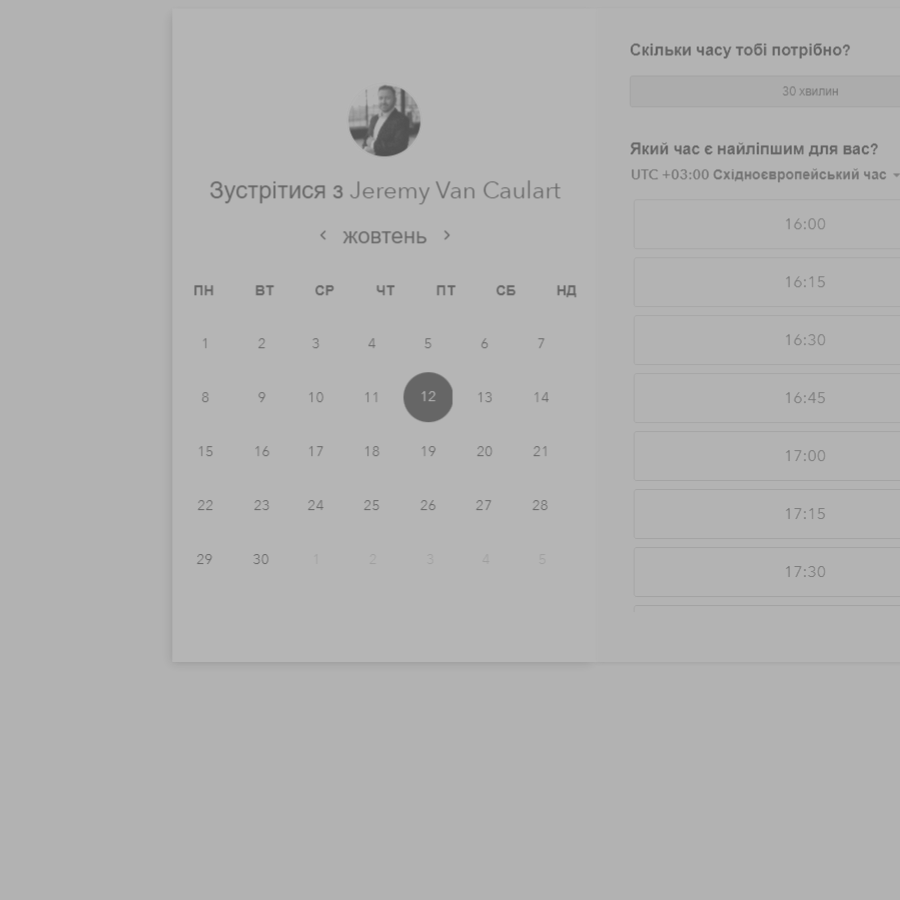 Зустрітися з Jeremy Van Caulart
жовтень
ПН ВТ СР ЧТ ПТ СБ НД
1 2 3 4 5 6 7
8 9 10 11 12 13 14
15 16 17 18 19 20 21
22 23 24 25 26 27 28
29 30 1 2 3 4 5
Скільки часу тобі потрібно?
30 хвилин
Який час є найліпшим для вас?
UTC +03:00 Східноєвропейський час
16:00
16:15
16:30
16:45
17:00
17:15
17:30